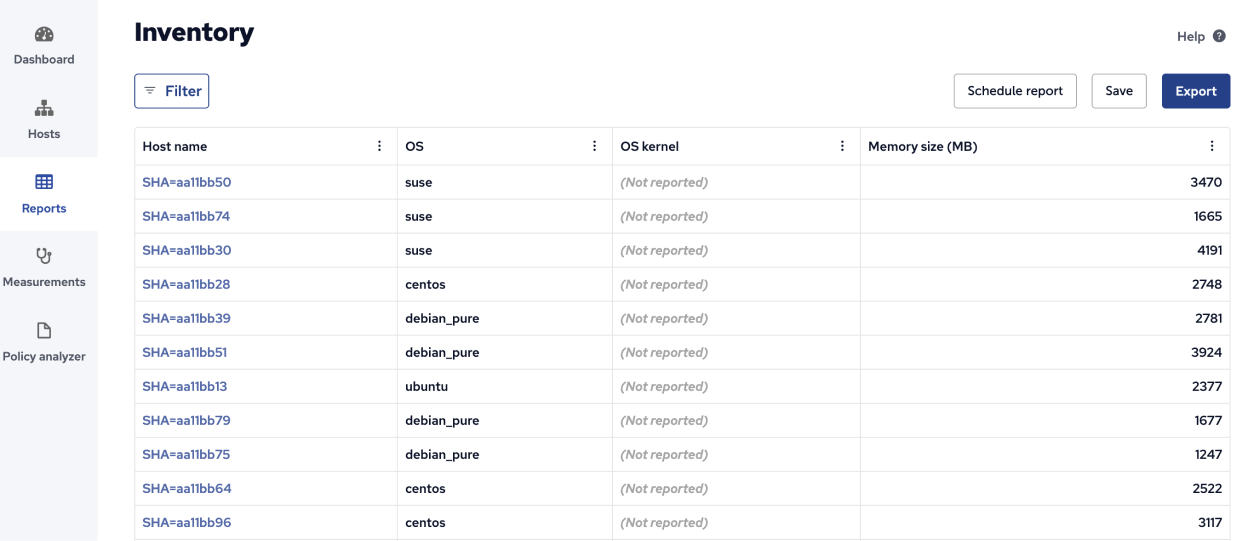 Inventory
Help
Dashboard
Hosts
Reports
Measurements
Policy analyzer
Filter
Schedule report
Save
Export
Host name OS OS kernel Memory size (MB)
SHA=aa11bb50 suse (Not reported) 3470
SHA=aa11bb74 suse (Not reported) 1665
SHA=aa11bb30 suse (Not reported) 4191
SHA=aa11bb28 centos (Not reported) 2748
SHA=aa11bb39 debian_pure (Not reported) 2781
SHA=aa11bb51 debian_pure (Not reported) 3924
SHA=aa11bb13 ubuntu (Not reported) 2377
SHA=aa11bb79 debian_pure (Not reported) 1677
SHA=aa11bb75 debian_pure (Not reported) 1247
SHA=aa11bb64 centos (Not reported) 2522
SHA=aa11bb96 centos (Not reported) 3117